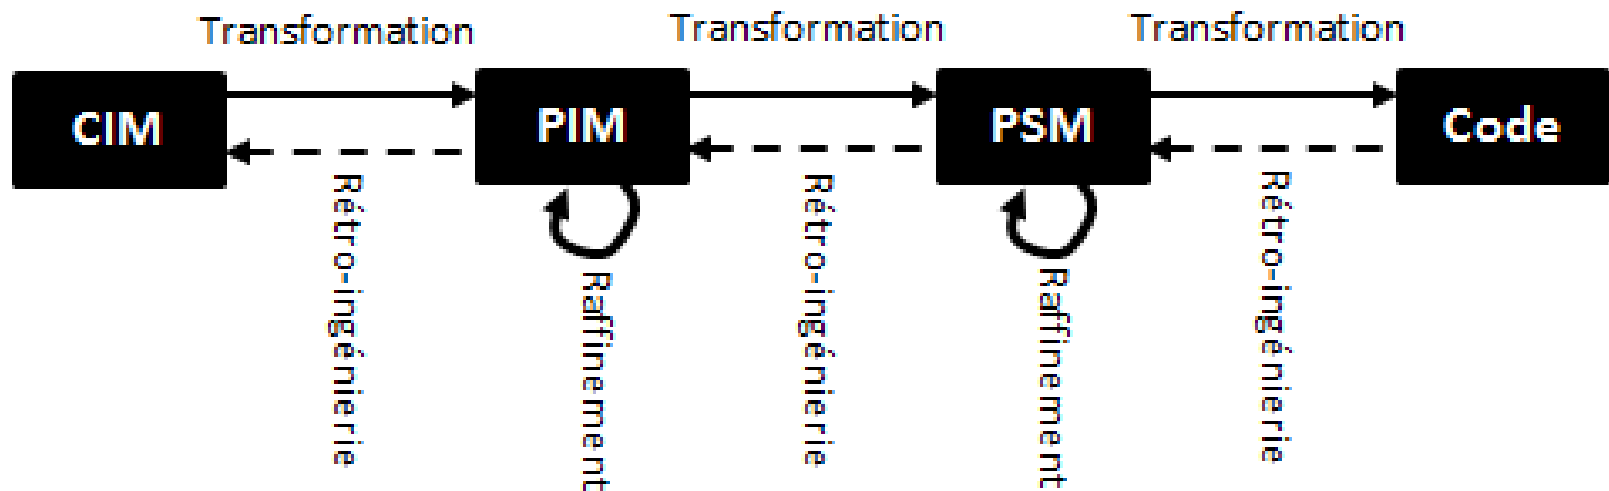 Transformation
Transformation
Transformation
CIM
PIM
PSM
Code
Rétro-ingénierie
Raffinement
Rétro-ingénierie
Raffinement
Rétro-ingénierie